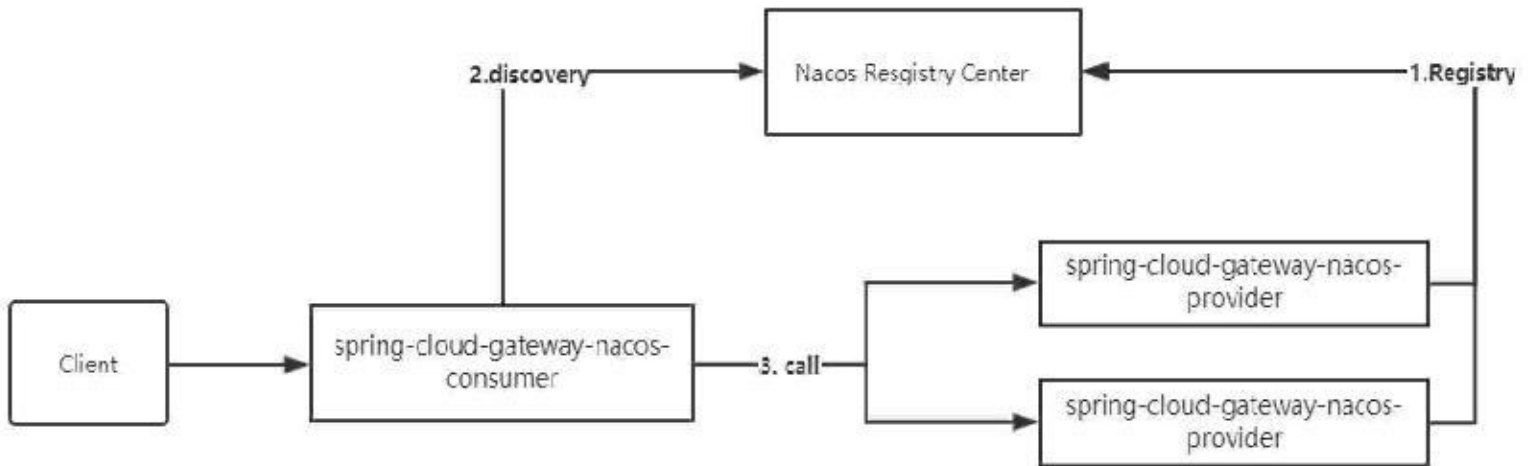 2.discovery
Nacos Resgistry Center
1.Registry
spring-cloud-gateway-nacos-
provider
Client
spring-cloud-gateway-nacos-
consumer
3. call
spring-cloud-gateway-nacos-
provider